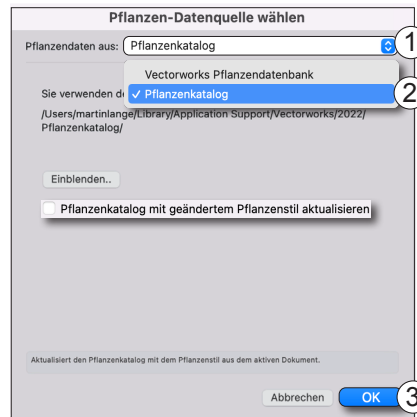 Pflanzen-Datenquelle wählen
Pflanzendaten aus: Pflanzenkatalog 1
Vectorworks Pflanzendatenbank
Sie verwenden de ✓ Pflanzenkatalog 2
/Users/martinlange/Library/Application Support/Vectorworks/2022/
Pflanzenkatalog/
Einblenden..
Pflanzenkatalog mit geändertem Pflanzenstil aktualisieren
Aktualisiert den Pflanzenkatalog mit dem Pflanzenstil aus dem aktiven Dokument.
Abbrechen OK 3